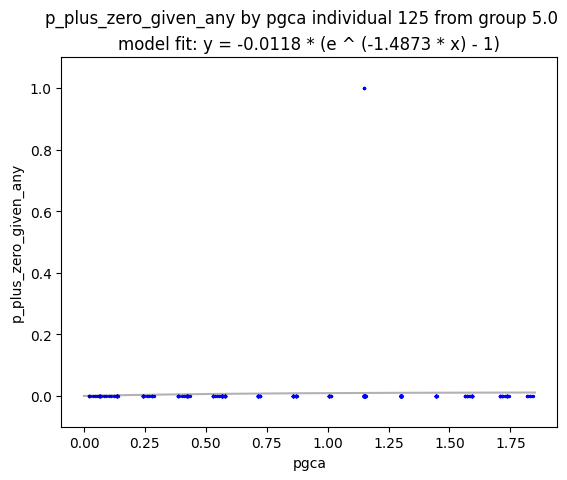 p_plus_zero_given_any by pgca individual 125 from group 5.0
model fit: y = -0.0118 * (e ^ (-1.4873 * x) - 1)
p_plus_zero_given_any
1.0
0.8
0.6
0.4
0.2
0.0
0.00 0.25 0.50 0.75 1.00 1.25 1.50 1.75
pgca